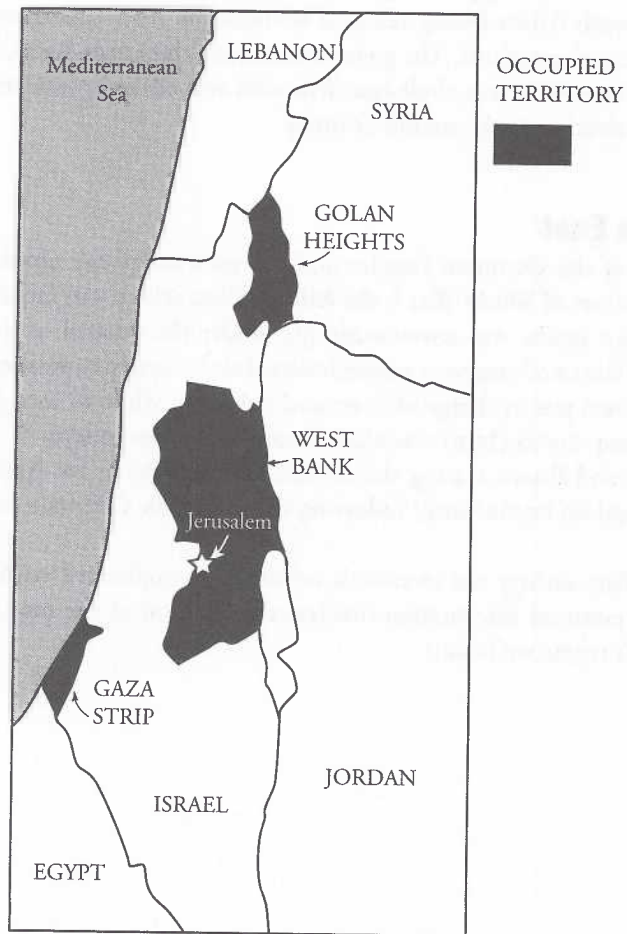 LEBANON
Mediterranean
Sea
SYRIA
OCCUPIED
TERRITORY
GOLAN
HEIGHTS
WEST
BANK
Jerusalem
GAZA
STRIP
ISRAEL
JORDAN
EGYPT